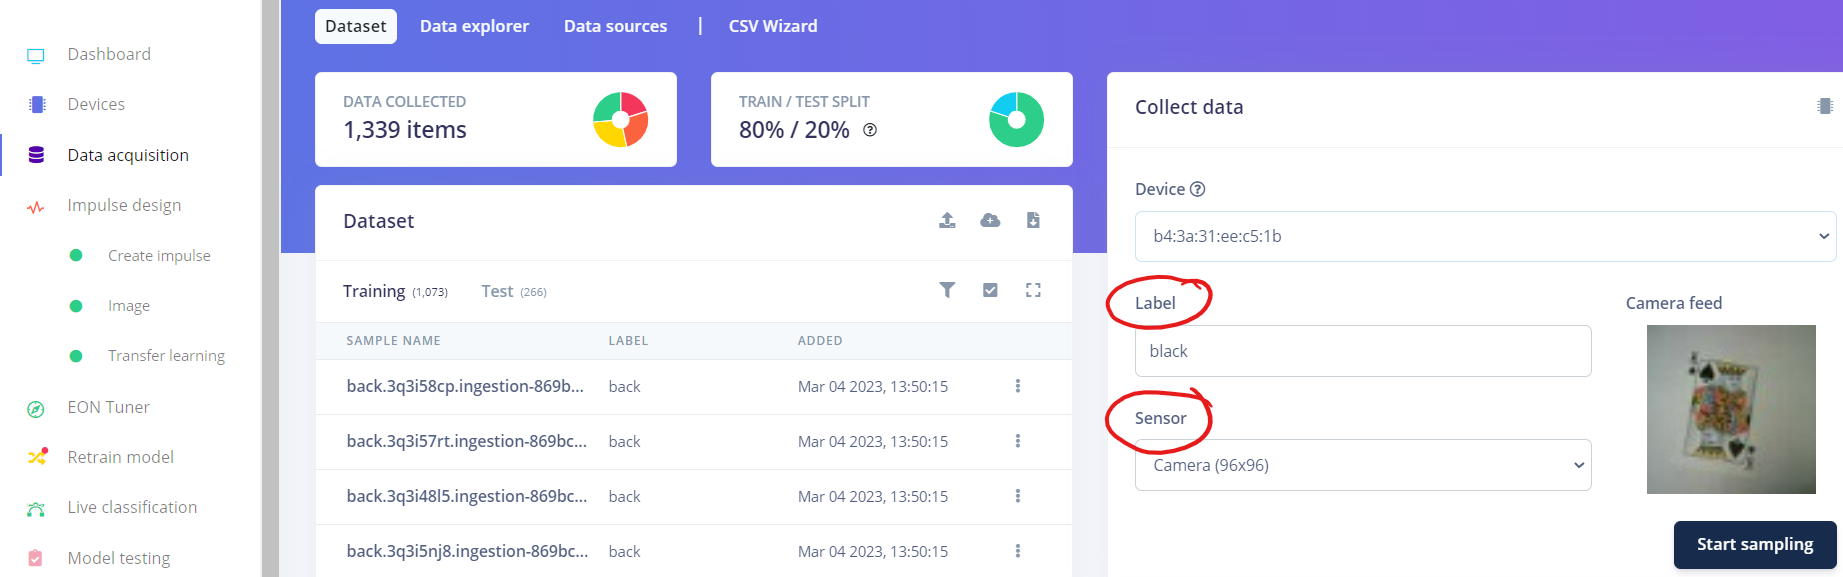 Dashboard
Devices
Data acquisition
Impulse design
Create impulse
Image
Transfer learning
EON Tuner
Retrain model
Live classification
Model testing
Dataset Data explorer Data sources | CSV Wizard
DATA COLLECTED
1,339 items
TRAIN / TEST SPLIT
80% / 20% ?
Dataset
Training (1,073) Test (266)
SAMPLE NAME LABEL ADDED
back.3q3i58cp.ingestion-869b... back Mar 04 2023, 13:50:15
back.3q3i57rt.ingestion-869bc... back Mar 04 2023, 13:50:15
back.3q3i48l5.ingestion-869bc... back Mar 04 2023, 13:50:15
back.3q3i5nj8.ingestion-869bc... back Mar 04 2023, 13:50:15
Collect data
Device ?
b4:3a:31:ee:c5:1b
Label
black
Camera feed
Sensor
Camera (96x96)
Start sampling